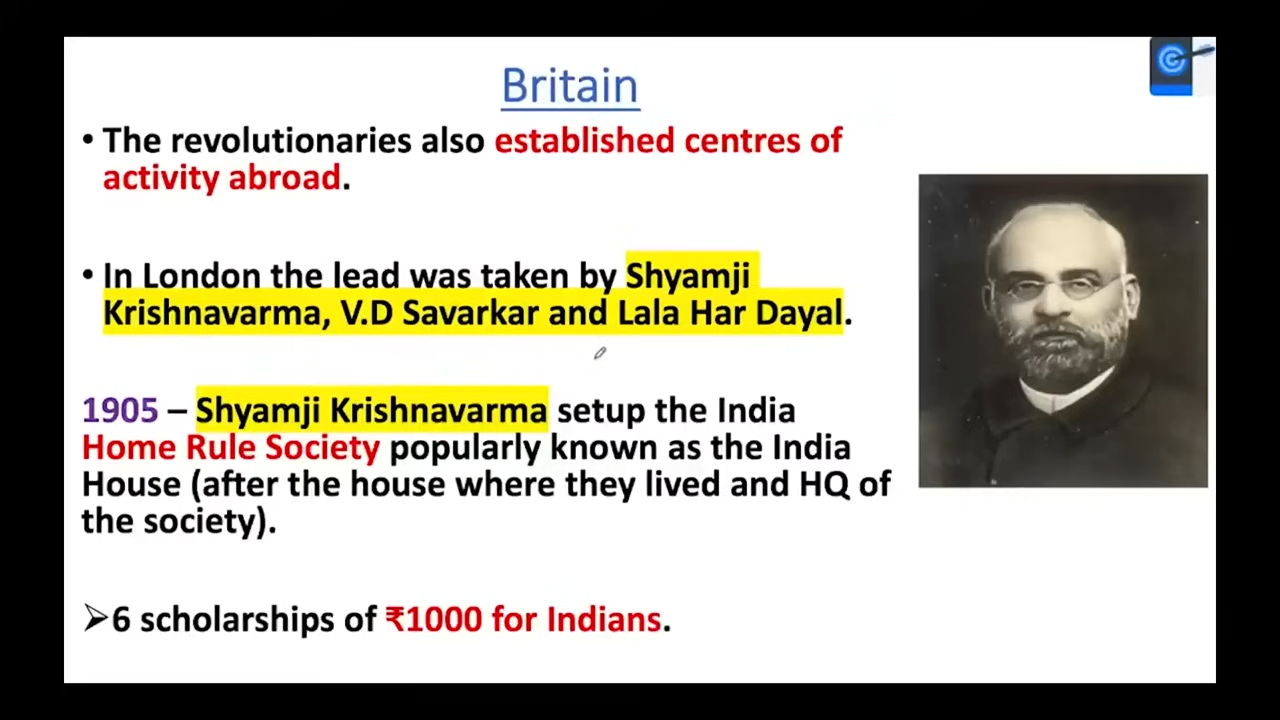 Britain
• The revolutionaries also established centres of
activity abroad.
• In London the lead was taken by Shyamji
Krishnavarma, V.D Savarkar and Lala Har Dayal.
1905 – Shyamji Krishnavarma setup the India
Home Rule Society popularly known as the India
House (after the house where they lived and HQ of
the society).
➢6 scholarships of ₹1000 for Indians.